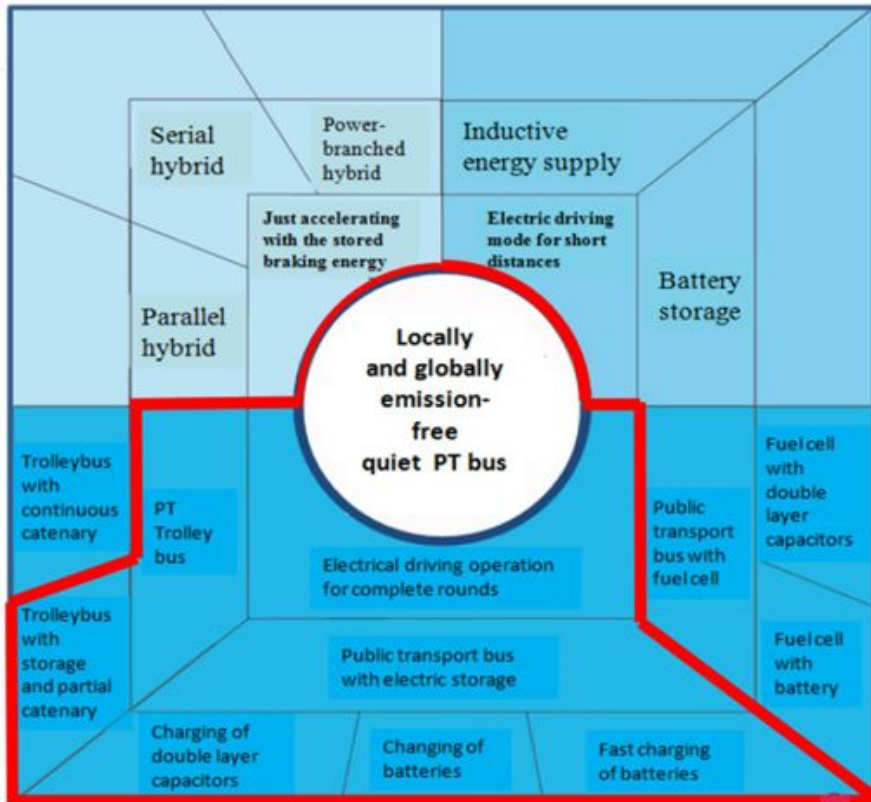 Serial
hybrid
Power-
branched
hybrid
Inductive
energy supply
Just accelerating
with the stored
braking energy
Electric driving
mode for short
distances
Parallel
hybrid
Battery
storage
Locally
and globally
emission-
free
quiet PT bus
Trolleybus
with
continuous
catenary
PT
Trolley
bus
Public
transport
bus with
fuel cell
Fuel cell
with
double
layer
capacitors
Electrical driving operation
for complete rounds
Trolleybus
with
storage
and partial
catenary
Public transport bus
with electric storage
Fuel cell
with
battery
Charging of
double layer
capacitors
Changing of
batteries
Fast charging
of batteries